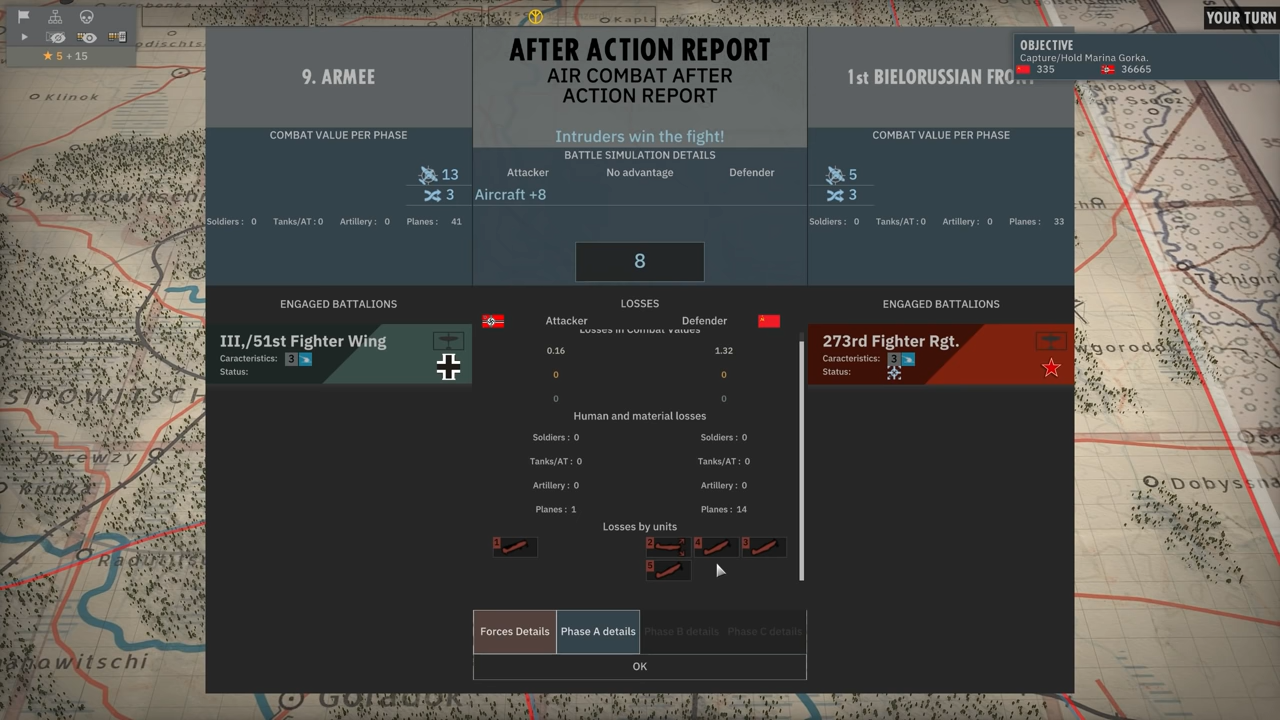 YOUR TURN
5 + 15
OBJECTIVE
Capture/Hold Marina Gorka.
335 36665
9. ARMEE
AFTER ACTION REPORT
AIR COMBAT AFTER
ACTION REPORT
1st BIELORUSSIAN FRONT
COMBAT VALUE PER PHASE
Intruders win the fight!
COMBAT VALUE PER PHASE
BATTLE SIMULATION DETAILS
13
Attacker No advantage Defender
5
3
Aircraft +8
3
Soldiers : 0 Tanks/AT : 0 Artillery : 0 Planes : 41
Soldiers : 0 Tanks/AT : 0 Artillery : 0 Planes : 33
8
ENGAGED BATTALIONS
LOSSES
ENGAGED BATTALIONS
Attacker Defender
Losses in Combat Values
III,/51st Fighter Wing
Caracteristics: 3
Status:
273rd Fighter Rgt.
Caracteristics: 3
Status:
0.16 1.32
0 0
0 0
Human and material losses
Soldiers : 0 Soldiers : 0
Tanks/AT : 0 Tanks/AT : 0
Artillery : 0 Artillery : 0
Planes : 1 Planes : 14
Losses by units
1 2 4 3
5
Forces Details Phase A details Phase B details Phase C details
OK
Klinok
Dobyssna